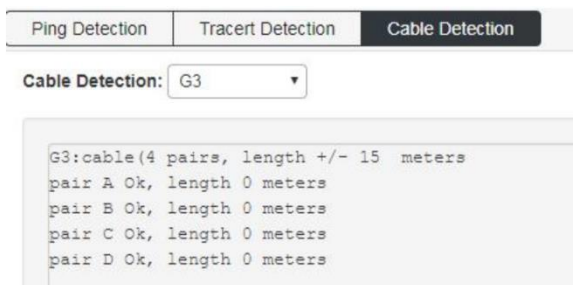 Ping Detection Tracert Detection Cable Detection
Cable Detection: G3
G3:cable(4 pairs, length +/- 15  meters
pair A Ok, length 0 meters
pair B Ok, length 0 meters
pair C Ok, length 0 meters
pair D Ok, length 0 meters